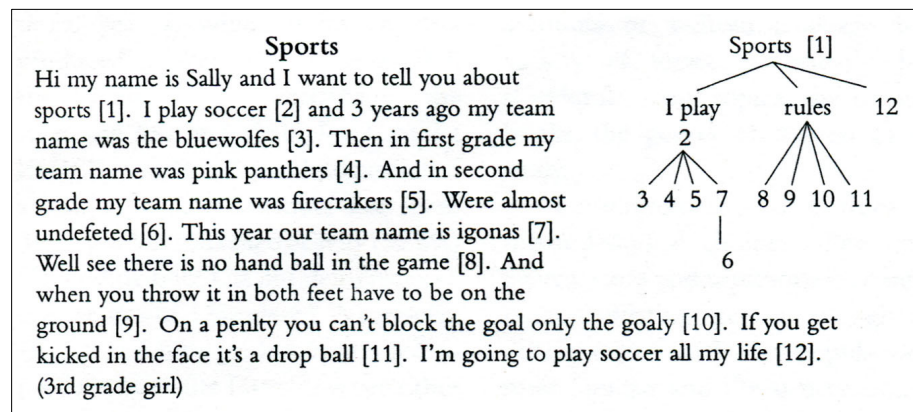 Sports
Hi my name is Sally and I want to tell you about
sports [1]. I play soccer [2] and 3 years ago my team
name was the bluewolfes [3]. Then in first grade my
team name was pink panthers [4]. And in second
grade my team name was firecrakers [5]. Were almost
undefeted [6]. This year our team name is igonas [7].
Well see there is no hand ball in the game [8]. And
when you throw it in both feet have to be on the
ground [9]. On a penlty you can't block the goal only the goaly [10]. If you get
kicked in the face it's a drop ball [11]. I'm going to play soccer all my life [12].
(3rd grade girl)
Sports [1]
I play rules 12
2
3 4 5 7 8 9 10 11
6